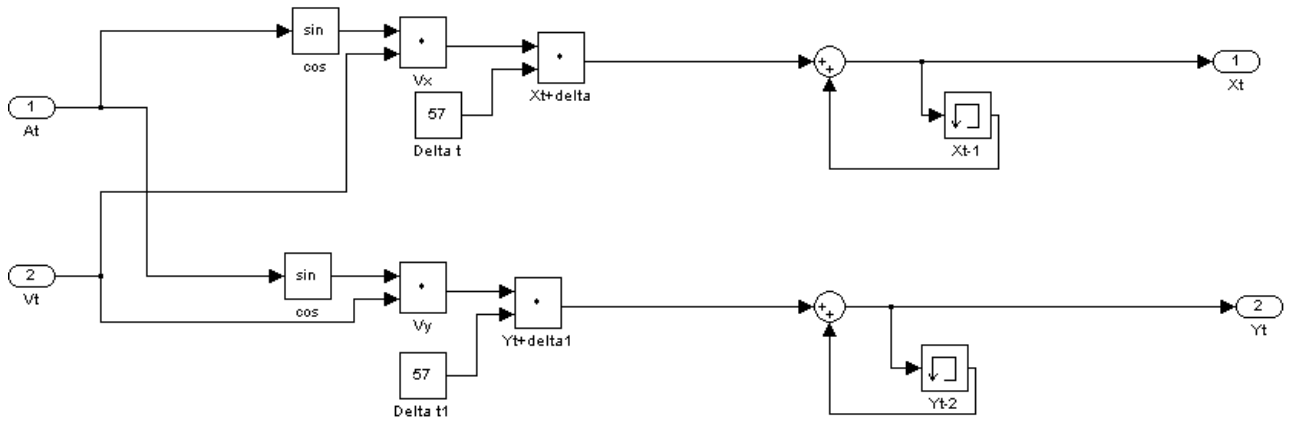 sin
cos
Vx
Xt+delta
57
Delta t
++
1
Xt
Xt-1
1
At
2
Vt
sin
cos
Vy
Yt+delta1
57
Delta t1
++
2
Yt
Yt-2